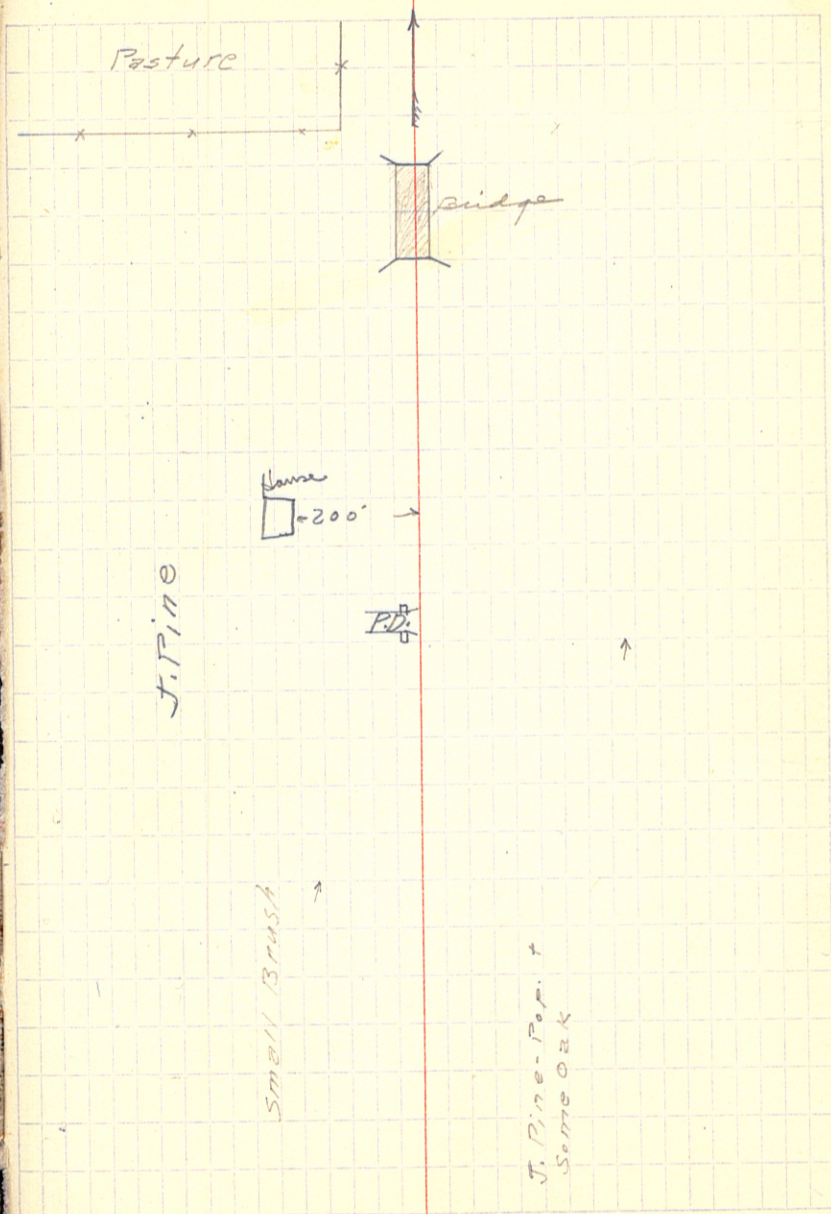 Pasture
Bridge
House
200'
J. Pine
P.D.
Small Brush
J. Pine-Pop. +
Some Oak